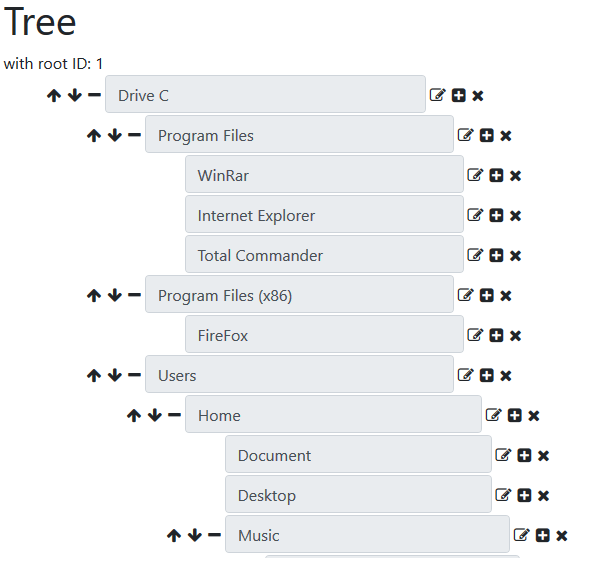 Tree
with root ID: 1
Drive C
Program Files
WinRar
Internet Explorer
Total Commander
Program Files (x86)
FireFox
Users
Home
Document
Desktop
Music